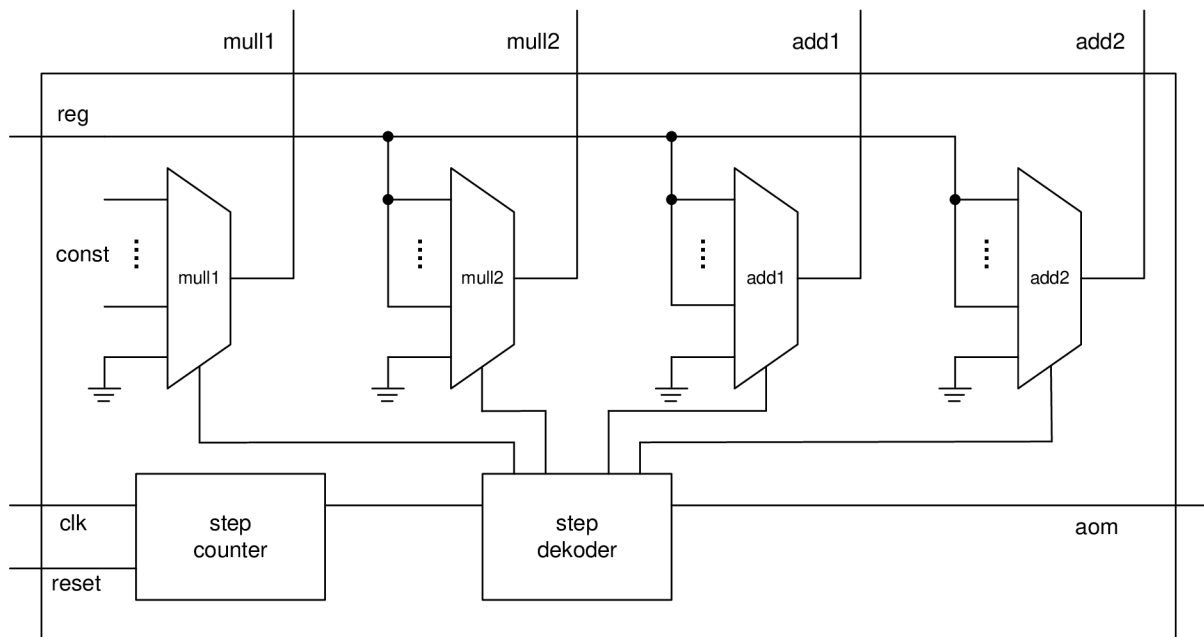 mull1
mull2
add1
add2
reg
const
mull1
mull2
add1
add2
clk
step
counter
step
dekoder
aom
reset